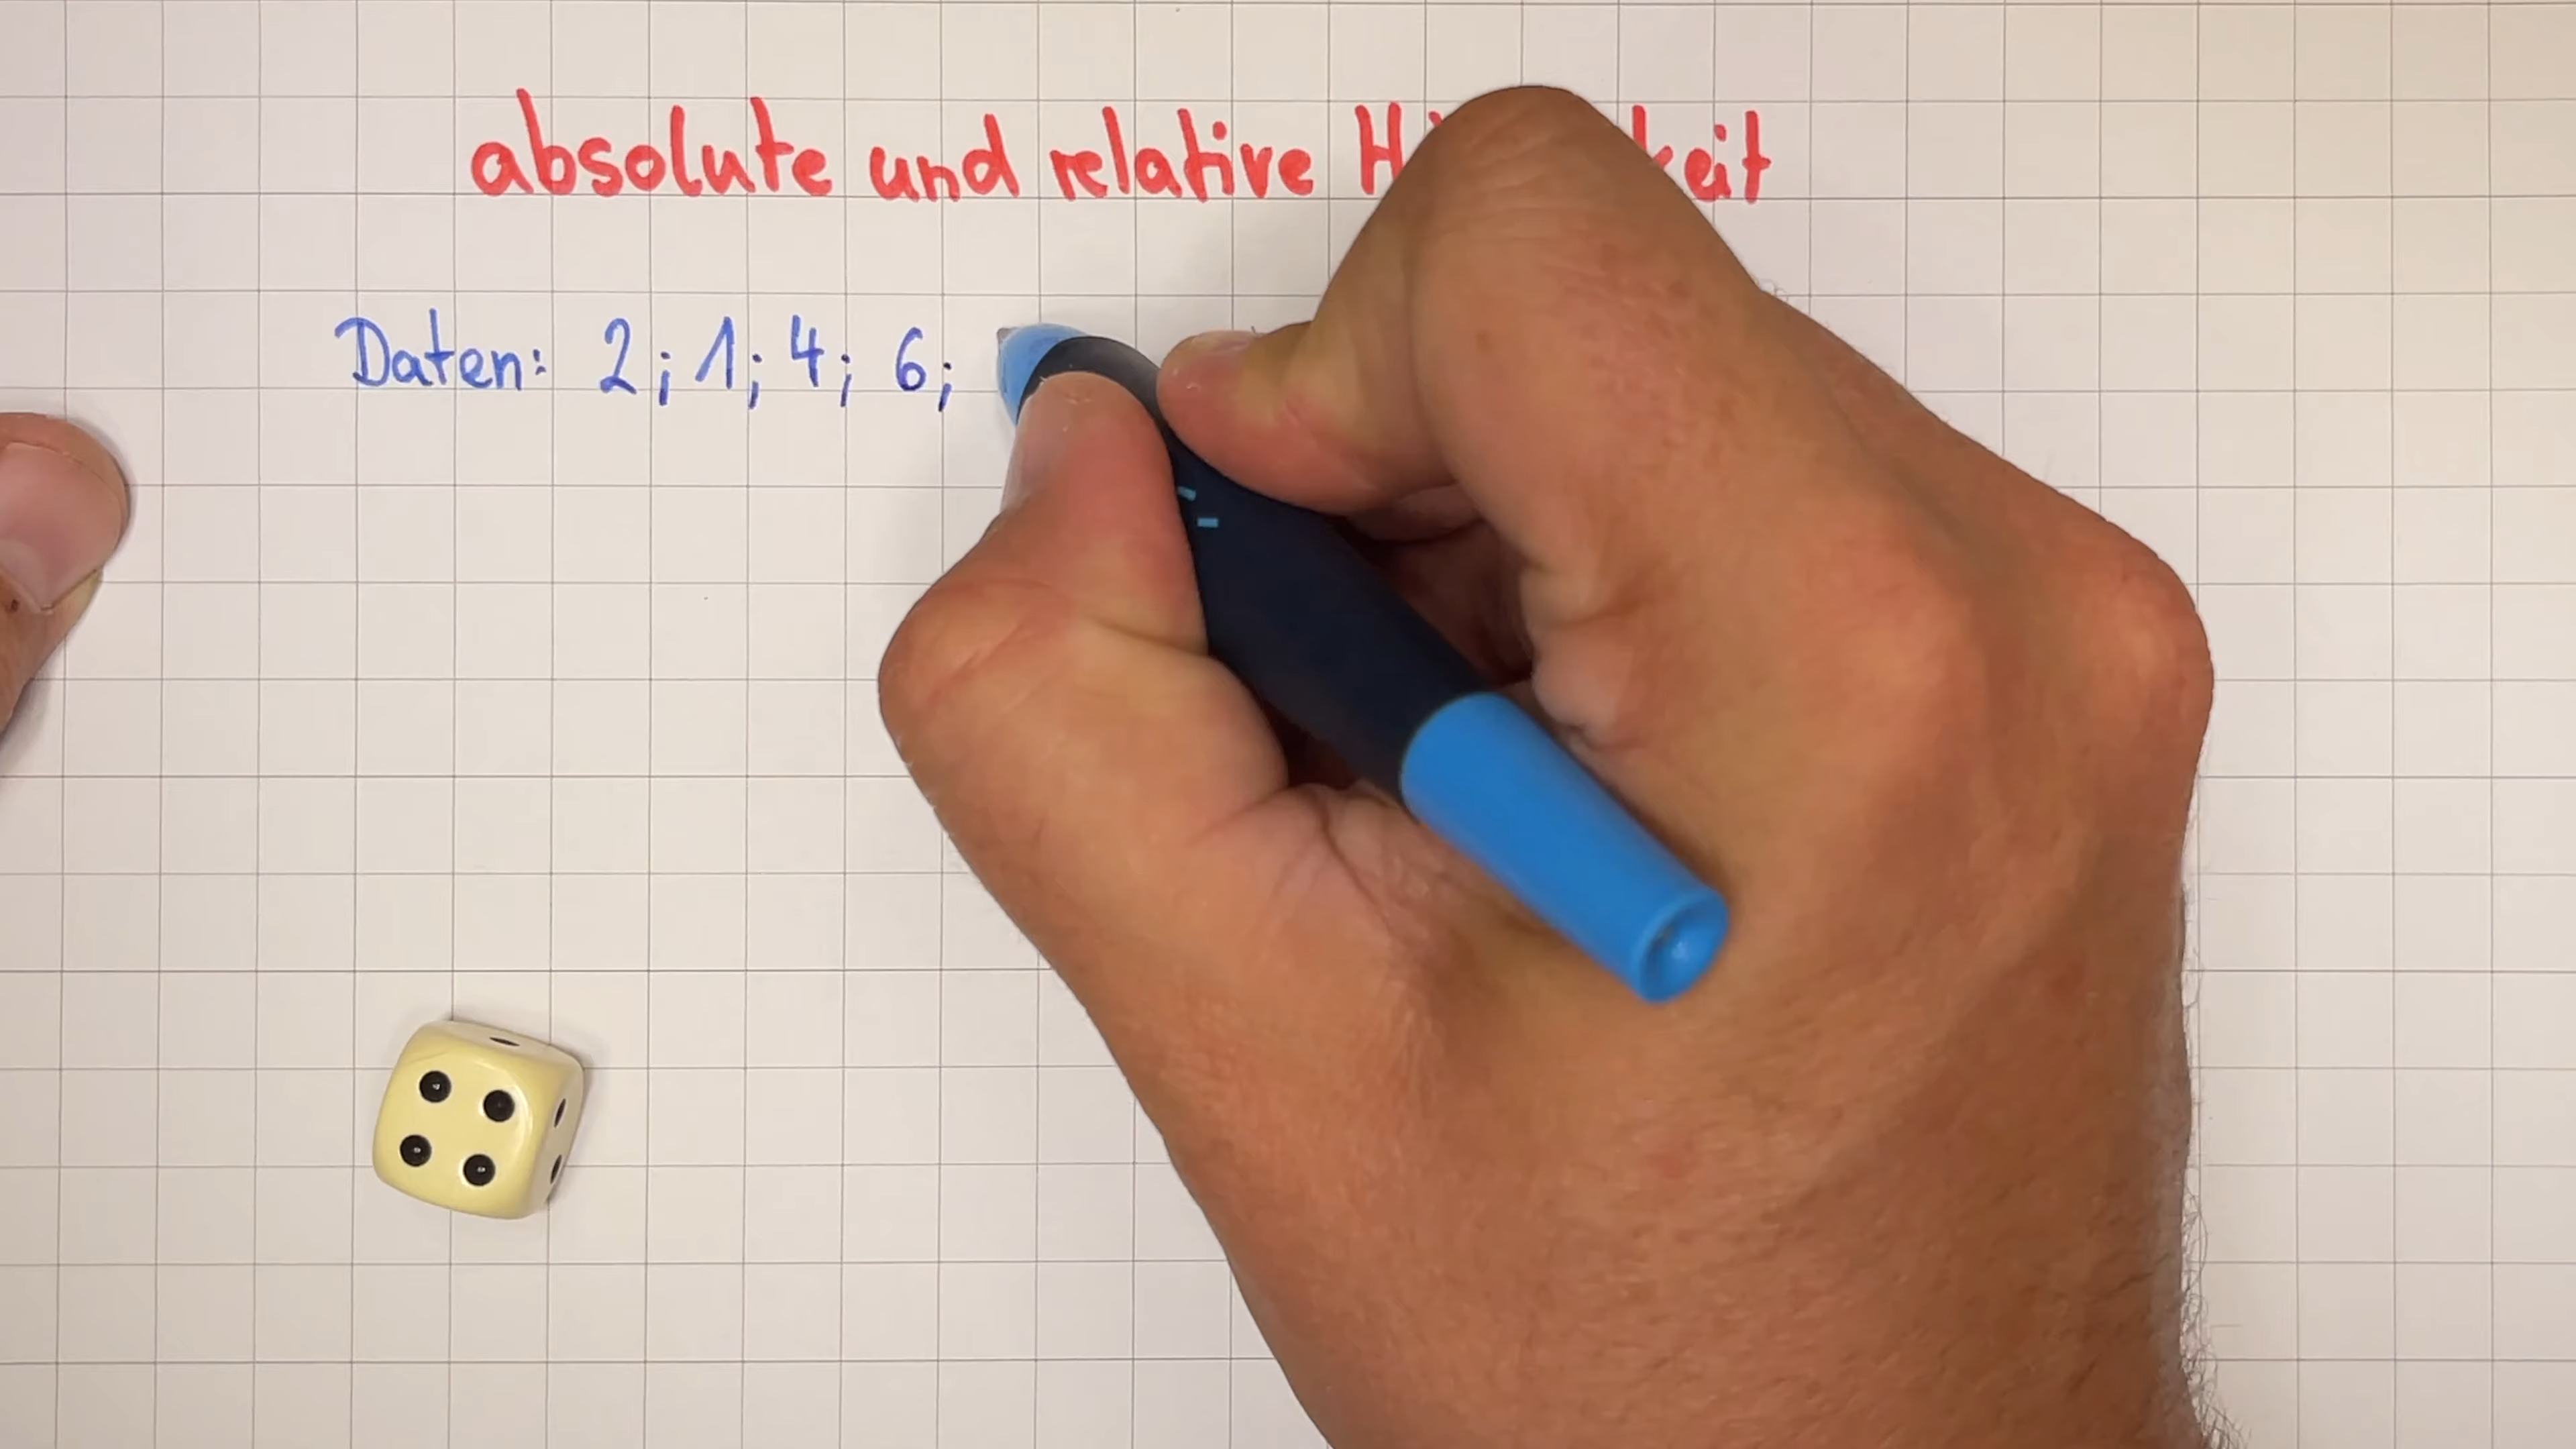 absolute und relative
Daten: 2; 1; 4; 6;